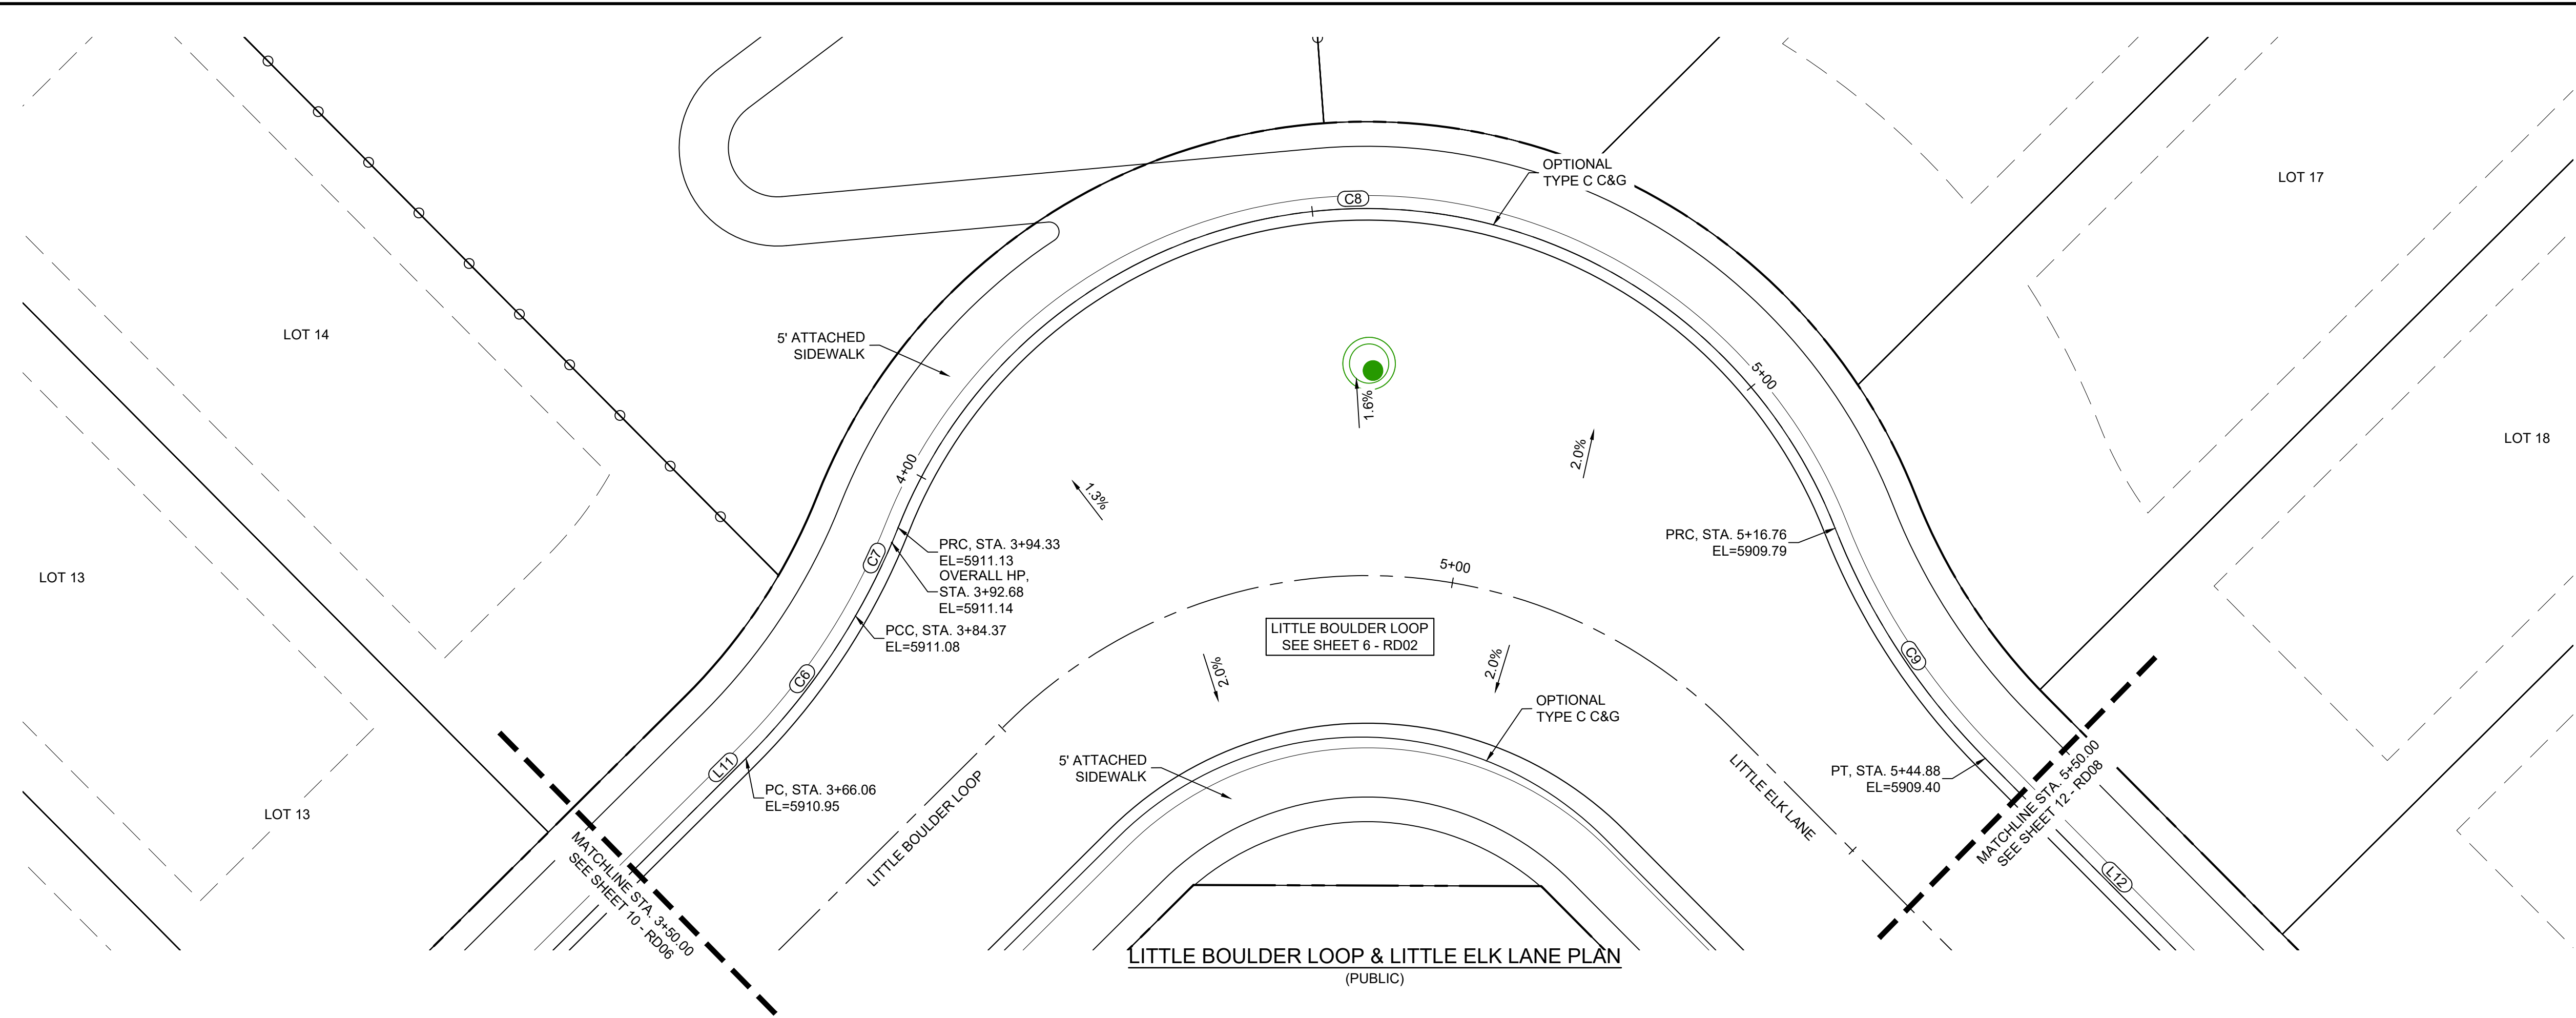 OPTIONAL
TYPE C C&G
C8
LOT 17
LOT 14
5' ATTACHED
SIDEWALK
5+00
1.6%
2.0%
LOT 18
4+00
1.3%
PRC, STA. 3+94.33
EL=5911.13
OVERALL HP,
STA. 3+92.68
EL=5911.14
PCC, STA. 3+84.37
EL=5911.08
C7
PRC, STA. 5+16.76
EL=5909.79
5+00
LOT 13
LITTLE BOULDER LOOP
SEE SHEET 6 - RD02
C6
2.0%
2.0%
C9
OPTIONAL
TYPE C C&G
5' ATTACHED
SIDEWALK
L11
PC, STA. 3+66.06
EL=5910.95
LITTLE BOULDER LOOP
LITTLE ELK LANE
PT, STA. 5+44.88
EL=5909.40
LOT 13
MATCHLINE STA. 3+50.00
SEE SHEET 10 - RD06
MATCHLINE STA. 5+50.00
SEE SHEET 12 - RD08
L12
LITTLE BOULDER LOOP & LITTLE ELK LANE PLAN
(PUBLIC)